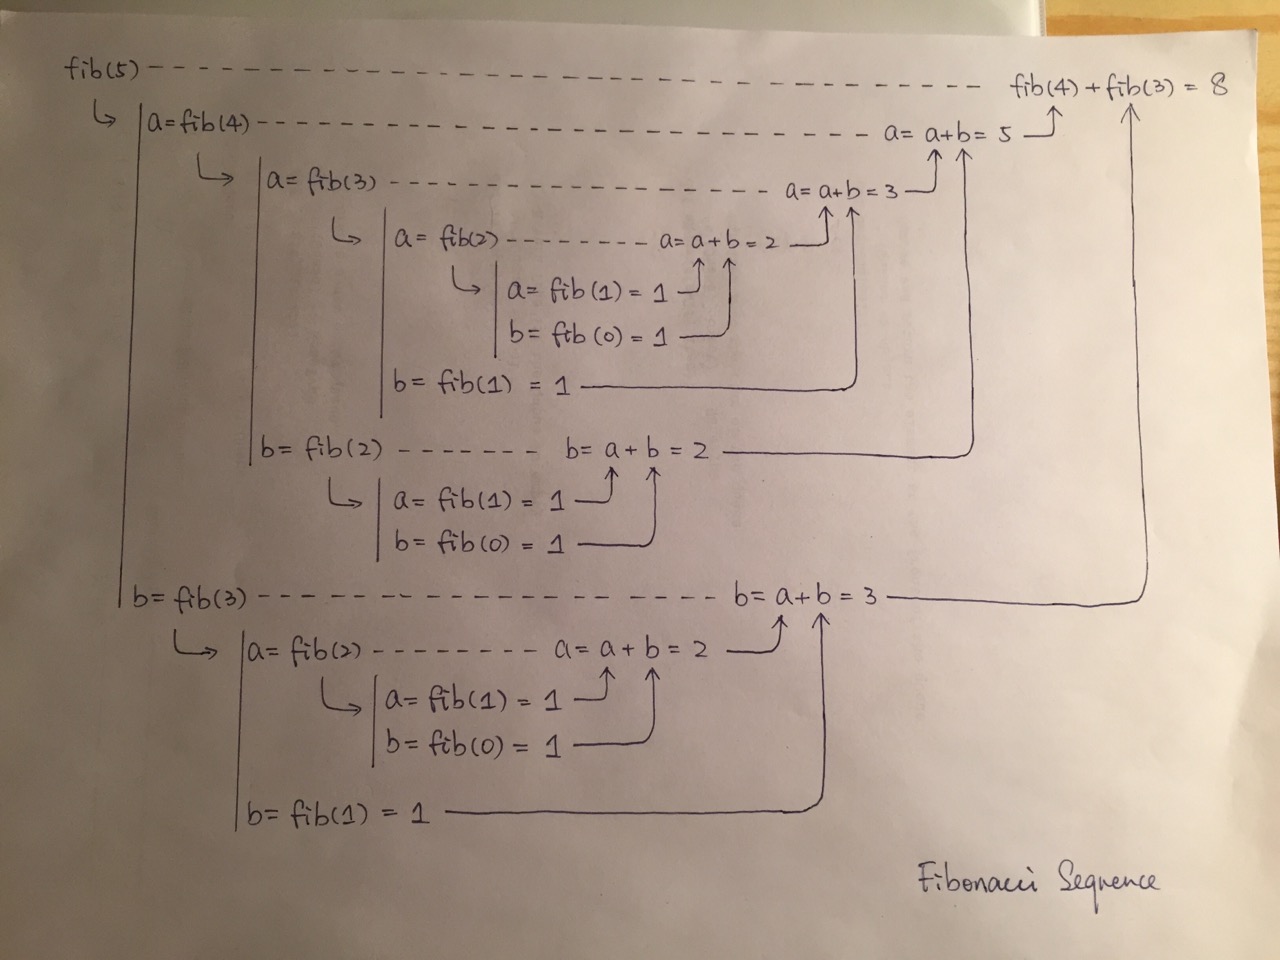 fib(5) fib(4) + fib(3) = 8
a = fib(4) a = a+b = 5
a = fib(3) a = a+b = 3
a = fib(2) a = a+b = 2
a = fib(1) = 1
b = fib(0) = 1
b = fib(1) = 1
b = fib(2) b = a + b = 2
a = fib(1) = 1
b = fib(0) = 1
b = fib(3) b = a+b = 3
a = fib(2) a = a + b = 2
a = fib(1) = 1
b = fib(0) = 1
b = fib(1) = 1
Fibonacci Sequence